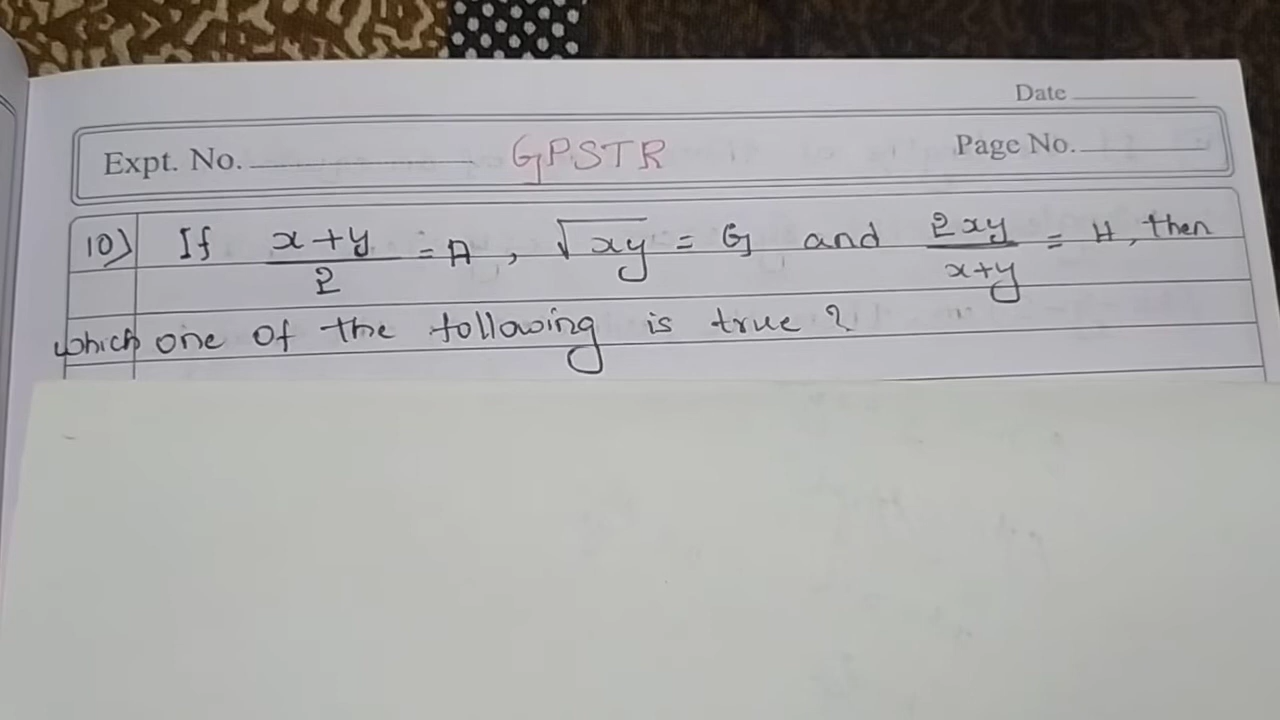 Date
Expt. No. GPSTR Page No.
10) If x+y/2 = A, √xy = G and 2xy/x+y = H, then
which one of the following is true?